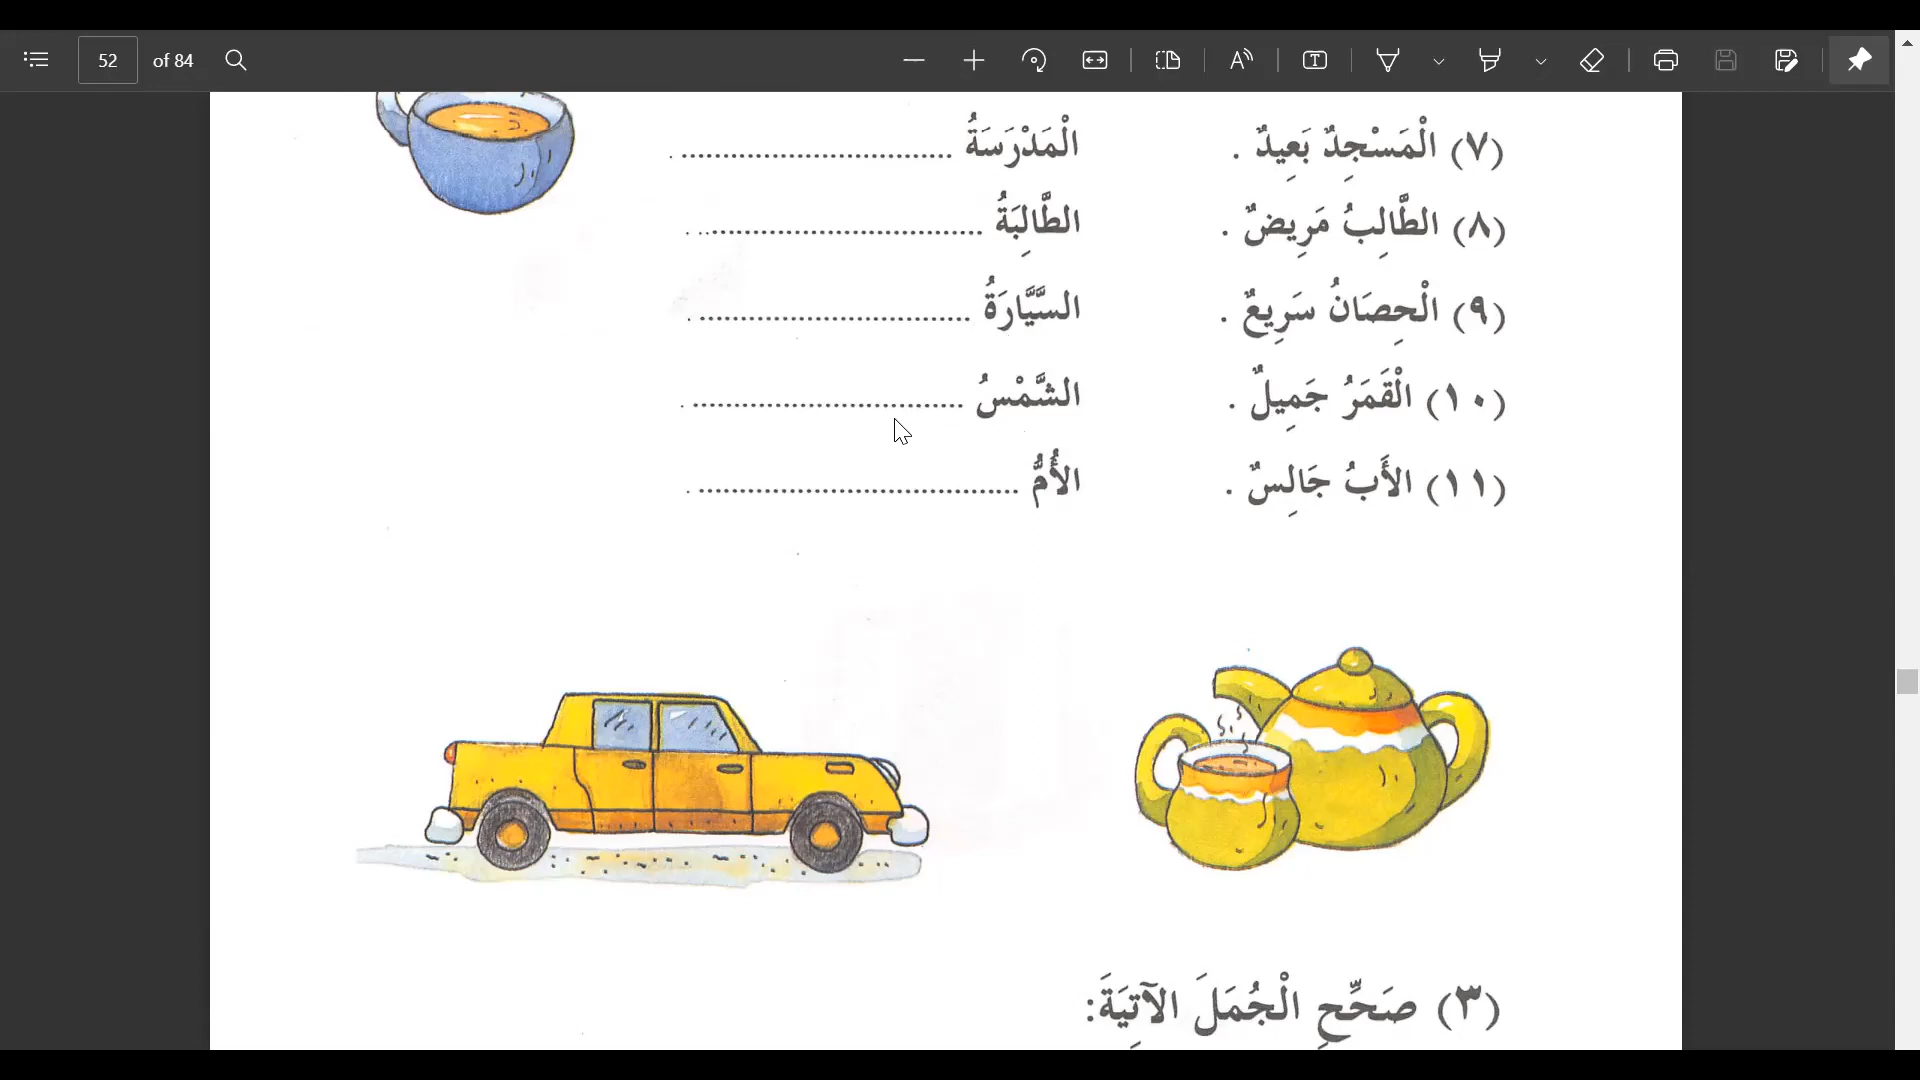 52 of 84
(٧) الْمَسْجِدُ بَعِيدٌ . الْمَدْرَسَةُ ................................ .
(٨) الطَّالِبُ مَرِيضٌ . الطَّالِبَةُ ................................ .
(٩) الْحِصَانُ سَرِيعٌ . السَّيَّارَةُ ................................ .
(١٠) الْقَمَرُ جَمِيلٌ . الشَّمْسُ ................................ .
(١١) الأَبُ جَالِسٌ . الأُمُّ ...................................... .
(٣) صَحِّحِ الْجُمَلَ الآتِيَةَ: